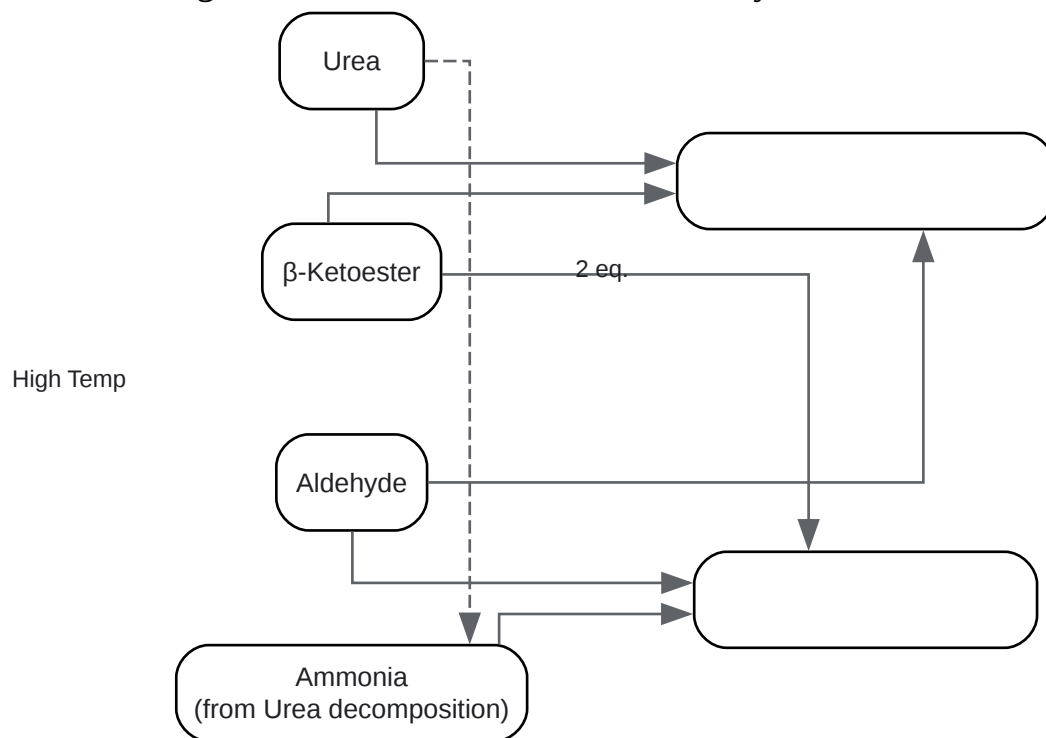 Urea
β-Ketoester
2 eq.
High Temp
Aldehyde
Ammonia
(from Urea decomposition)